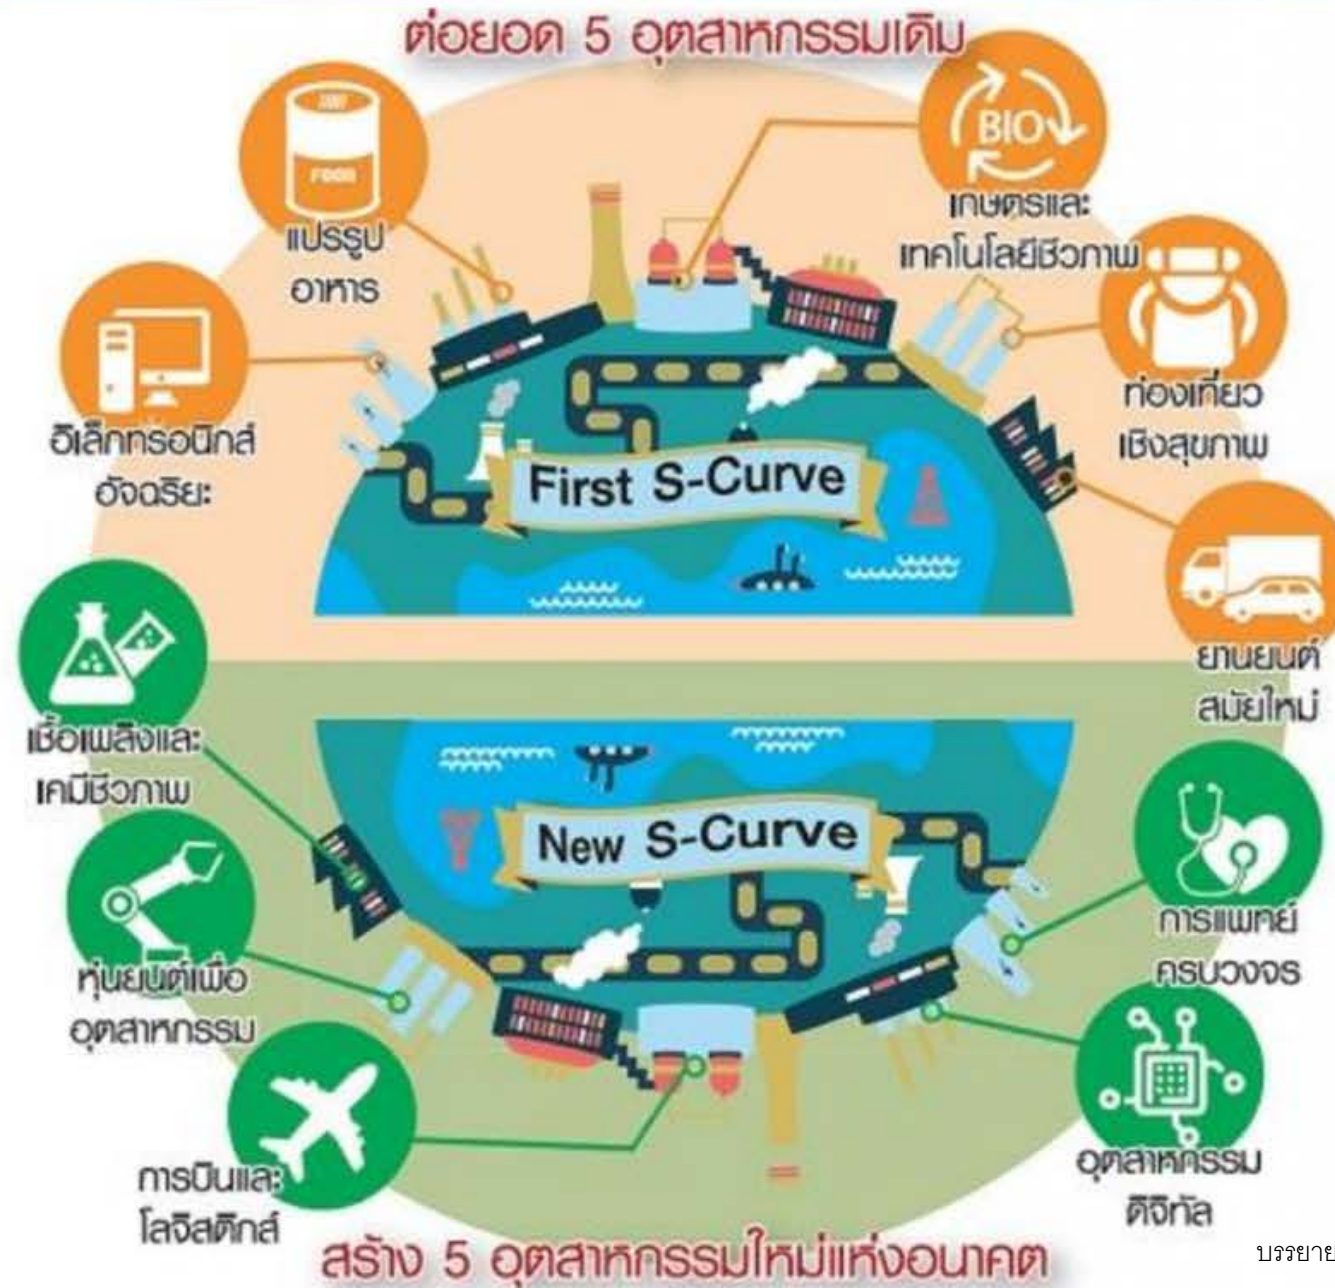 ต่อยอด 5 อุตสาหกรรมเดิม
FOOD
แปรรูป
อาหาร
BIO
เกษตรและ
เทคโนโลยีชีวภาพ
อิเล็กทรอนิกส์
อัจฉริยะ
ท่องเที่ยว
เชิงสุขภาพ
First S-Curve
ยานยนต์
สมัยใหม่
เชื้อเพลิงและ
เคมีชีวภาพ
New S-Curve
การแพทย์
ครบวงจร
หุ่นยนต์เพื่อ
อุตสาหกรรม
การบินและ
โลจิสติกส์
อุตสาหกรรม
ดิจิทัล
สร้าง 5 อุตสาหกรรมใหม่แห่งอนาคต
บรรยาย